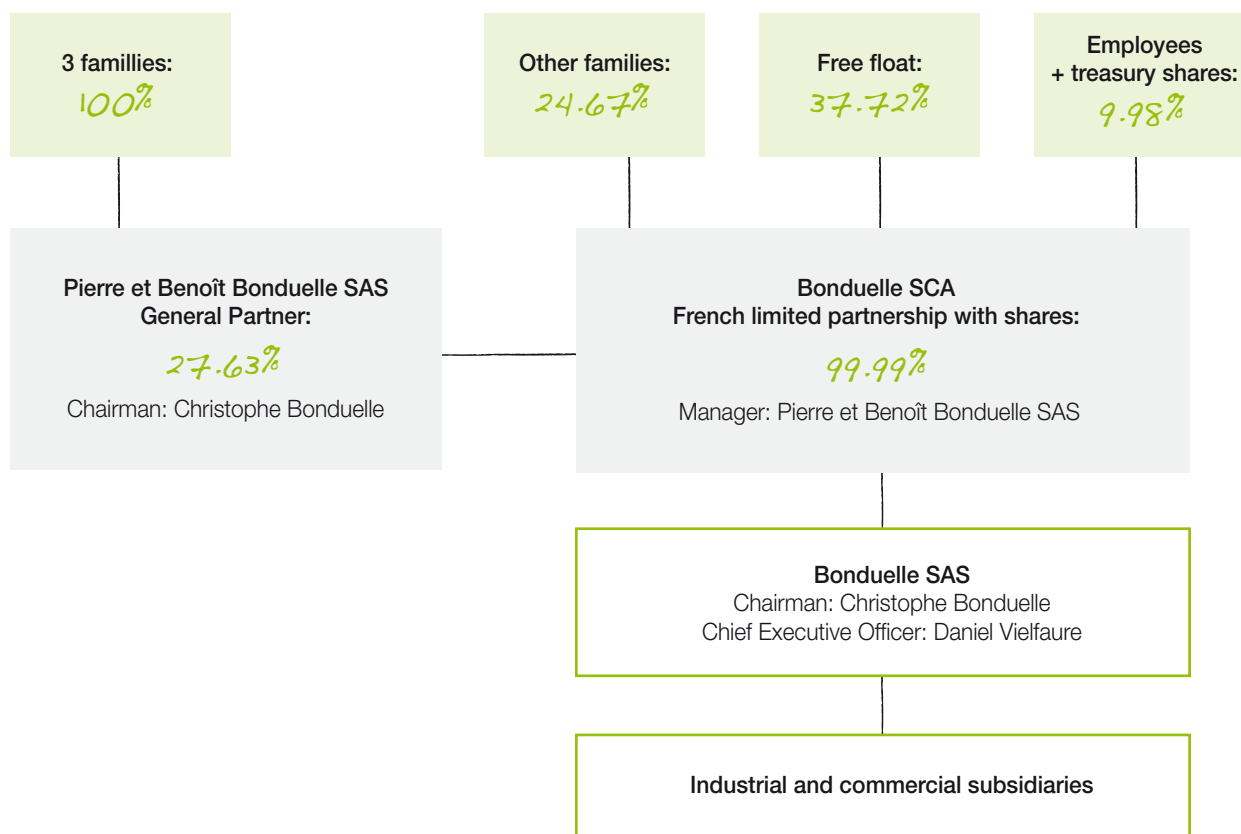 3 famillies:
100%
Other families:
24.67%
Free float:
37.72%
Employees
+ treasury shares:
9.98%
Pierre et Benoît Bonduelle SAS
General Partner:
27.63%
Chairman: Christophe Bonduelle
Bonduelle SCA
French limited partnership with shares:
99.99%
Manager: Pierre et Benoît Bonduelle SAS
Bonduelle SAS
Chairman: Christophe Bonduelle
Chief Executive Officer: Daniel Vielfaure
Industrial and commercial subsidiaries